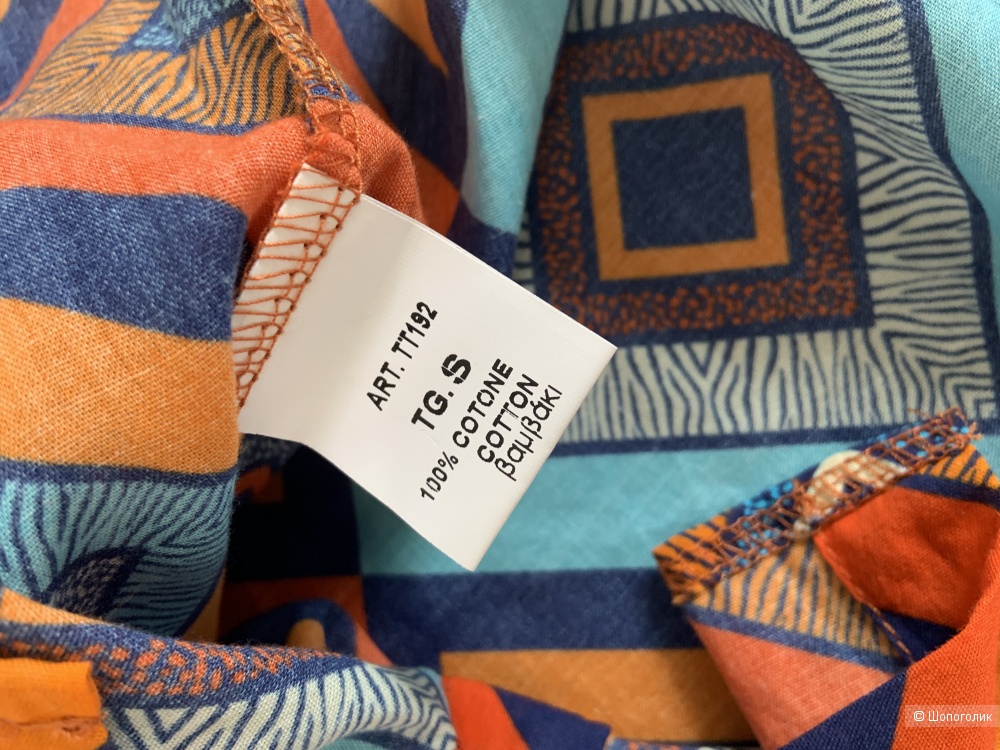 ART. TT192
TG. S
100% COTONE
COTTON
βαμβάκι
© Шопоголик